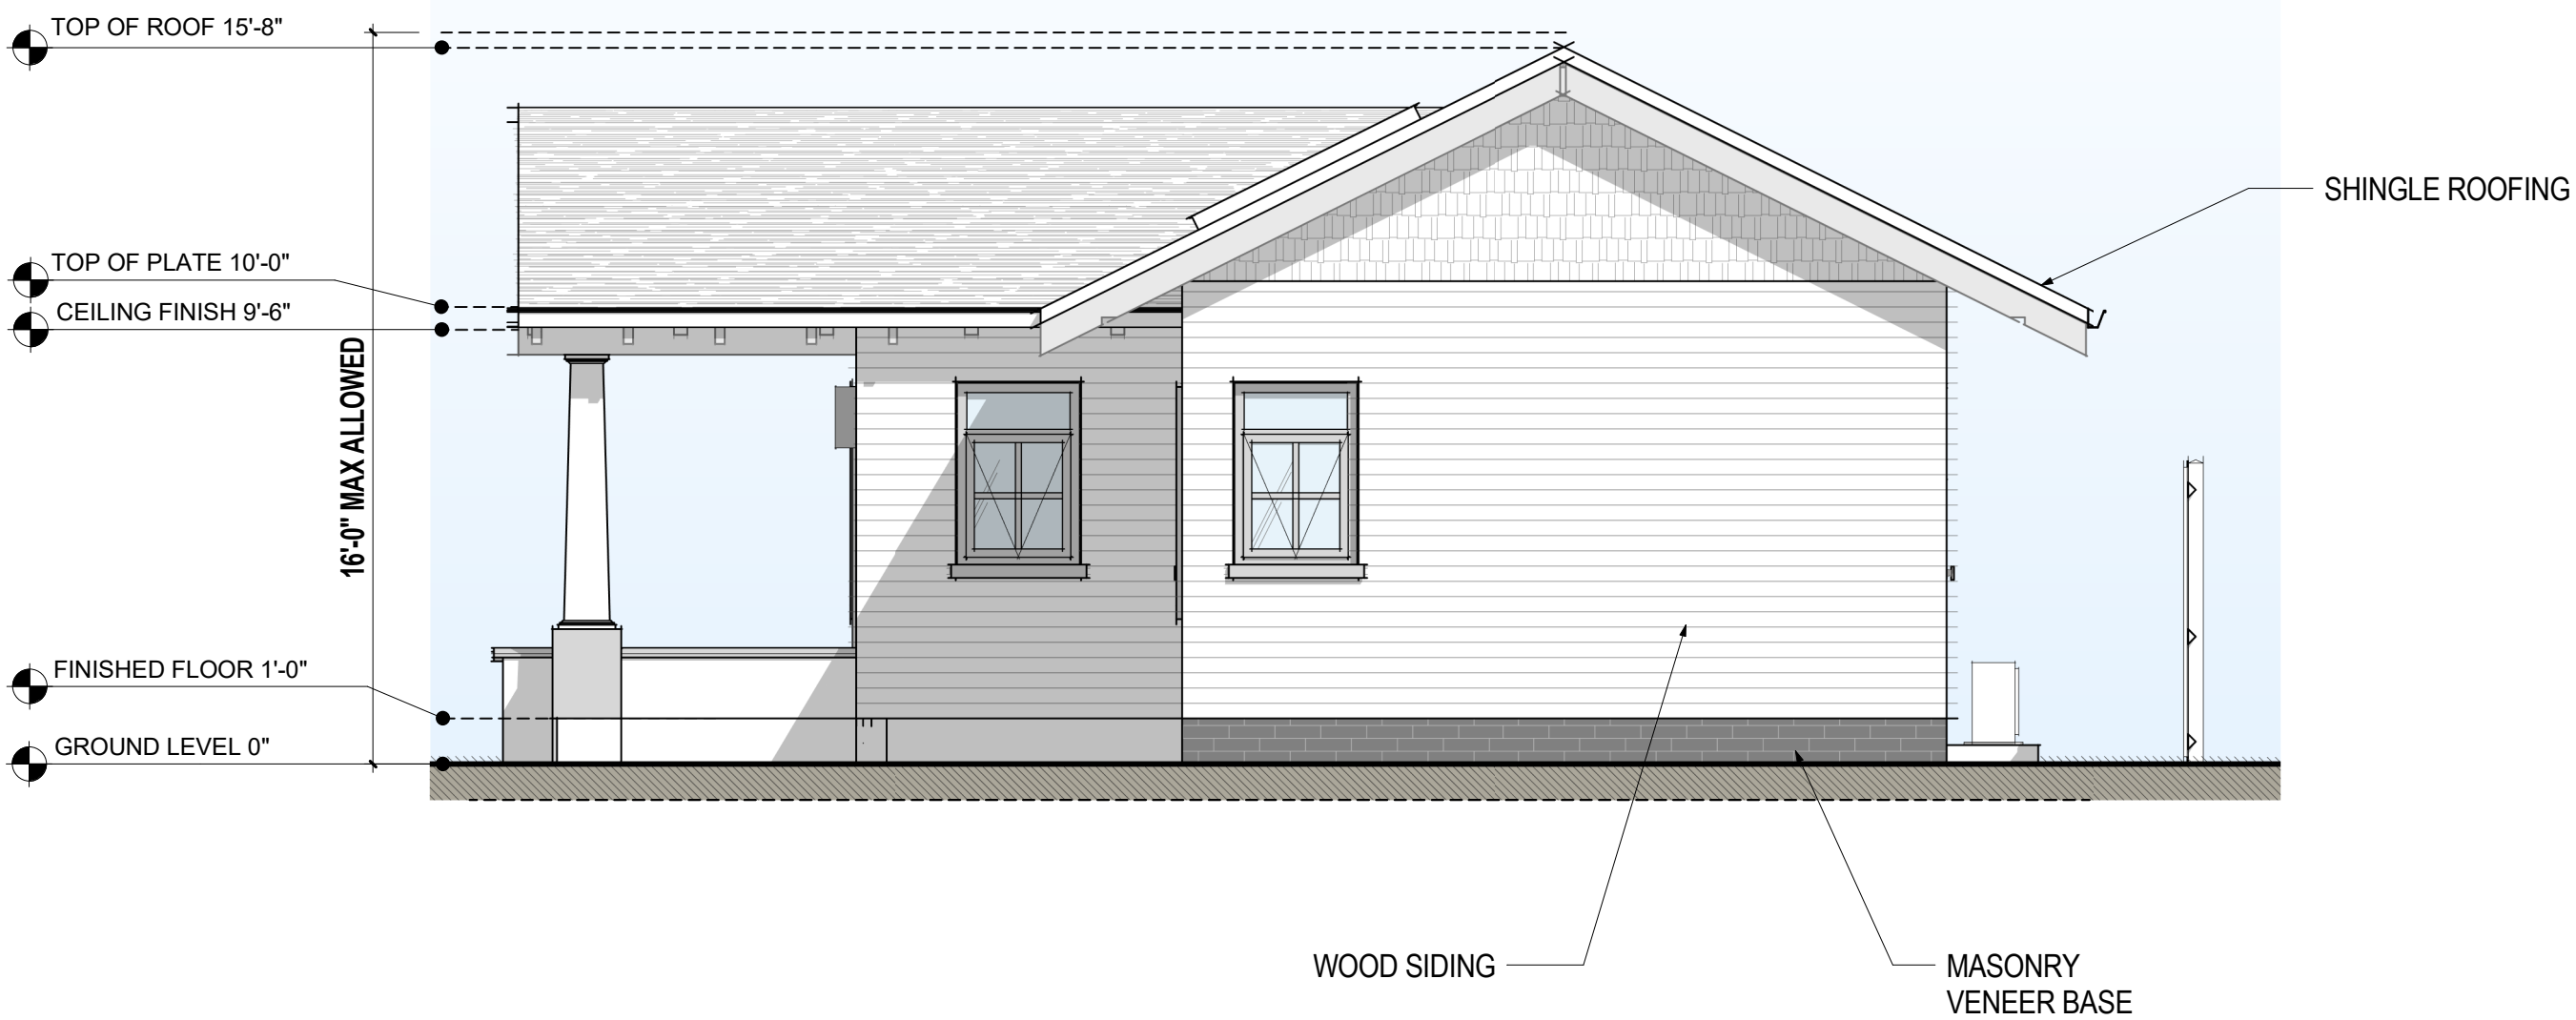 TOP OF ROOF 15'-8"
SHINGLE ROOFING
TOP OF PLATE 10'-0"
CEILING FINISH 9'-6"
16'-0" MAX ALLOWED
FINISHED FLOOR 1'-0"
GROUND LEVEL 0"
WOOD SIDING
MASONRY
VENEER BASE